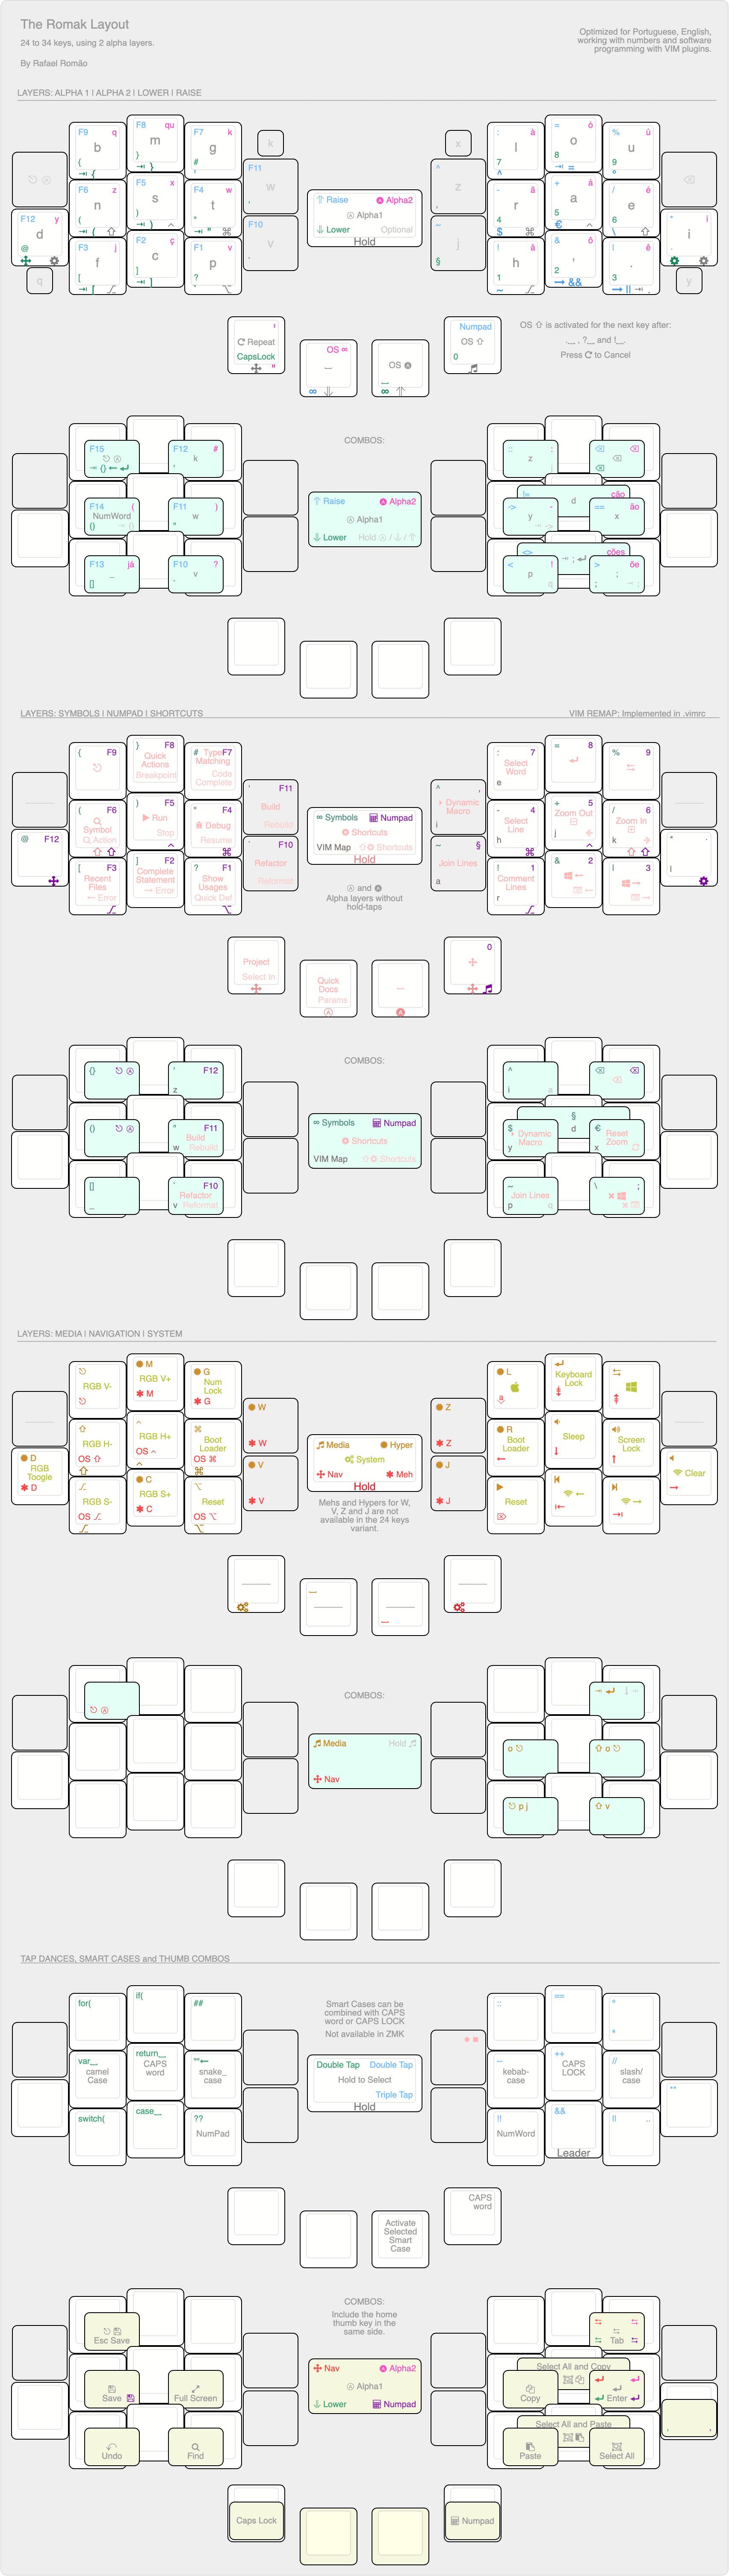 The Romak Layout
24 to 34 keys, using 2 alpha layers.
By Rafael Romão
Optimized for Portuguese, English,
working with numbers and software
programming with VIM plugins.
LAYERS: ALPHA 1 | ALPHA 2 | LOWER | RAISE
F9 q
b
{
F8 qu
m
}
F7 k
g
#
k
F11
w
F6 z
n
(
F5 x
s
)
F4 w
t
"
F12 y
d
@
F10
v
F3 j
f
[
F2 ç
c
]
F1 v
p
?
q
Raise Alpha2
Alpha1
Lower Optional
Hold
x
: à
l
7
= ó
o
8
% ú
u
9
^
z
,
- ã
r
4 $
+ á
a
5 €
/ é
e
6 \
* í
i
~
j
§
! â
h
1 ~
& õ
'
2 &&
| ê
.
3 ||
y
Repeat
CapsLock
OS ∞
OS
Numpad
OS
0
OS ⇧ is activated for the next key after:
._ , ?_ and !_.
Press to Cancel
COMBOS:
F15
F12 #
k
F14 (
NumWord
()
F11 )
w
"
F13 já
_
[]
F10 ?
v
Raise Alpha2
Alpha1
Lower Hold
:: :
z
!= ção
d
-> -
y
== ão
x
<> ções
< !
p
q
> õe
;
LAYERS: SYMBOLS | NUMPAD | SHORTCUTS
VIM REMAP: Implemented in .vimrc
{ F9
} F8
Quick
Actions
Breakpoint
# F7
Type
Matching
Code
Complete
' F11
Build
Rebuild
( F6
Symbol
Action
) F5
Run
Stop
" F4
Debug
Resume
@ F12
F10
Refactor
Reformat
[ F3
Recent
Files
← Error
] F2
Complete
Statement
→ Error
? F1
Show
Usages
Quick Def
Symbols Numpad
Shortcuts
VIM Map Shortcuts
Hold
Ⓐ and 🅐
Alpha layers without
hold-taps
: 7
Select
Word
e
= 8
% 9
^ ,
Dynamic
Macro
i
- 4
Select
Line
h
+ 5
Zoom Out
j
/ 6
Zoom In
k
~ §
Join Lines
a
! 1
Comment
Lines
r
& 2
| 3
* .
l
Project
Select In
Quick
Docs
Params
0
COMBOS:
{}
' F12
z
()
" F11
Build
w Rebuild
[]
_
F10
Refactor
v Reformat
Symbols Numpad
Shortcuts
VIM Map Shortcuts
^
i a
§
d
$
Dynamic
Macro
y
€
Reset
Zoom
x
~
Join Lines
p q
\ ;
LAYERS: MEDIA | NAVIGATION | SYSTEM
RGB V-
M
RGB V+
M
G
Num
Lock
G
W
W
RGB H-
OS
RGB H+
OS
Boot
Loader
OS
D
RGB
Toogle
D
V
V
RGB S-
OS
C
RGB S+
C
Reset
OS
Media Hyper
System
Nav Meh
Hold
Mehs and Hypers for W,
V, Z and J are not
available in the 24 keys
variant.
L
Keyboard
Lock
Z
Z
R
Boot
Loader
Sleep
Screen
Lock
Clear
J
J
Reset
COMBOS:
Media Hold
Nav
o
o
p j
v
TAP DANCES, SMART CASES and THUMB COMBOS
for(
if(
##
var_
camel
Case
return_
CAPS
word
""←
snake_
case
switch(
case_
??
NumPad
Smart Cases can be
combined with CAPS
word or CAPS LOCK
Not available in ZMK
Double Tap Double Tap
Hold to Select
Triple Tap
Hold
::
==
--
kebab-
case
++
CAPS
LOCK
//
slash/
case
**
!!
NumWord
&&
Leader
|| ..
Activate
Selected
Smart
Case
CAPS
word
COMBOS:
Include the home
thumb key in the
same side.
Esc Save
Save
Full Screen
Undo
Find
Nav Alpha2
Alpha1
Lower Numpad
Tab
Select All and Copy
Copy
Enter
Select All and Paste
Paste
Select All
Caps Lock
Numpad